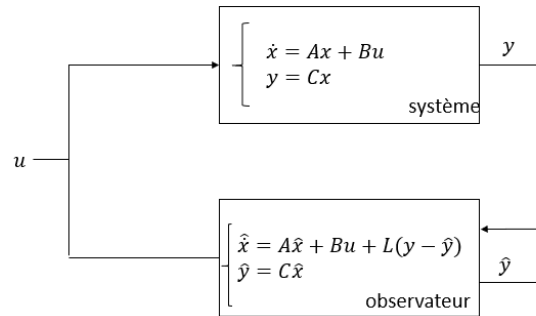 ẋ = Ax + Bu
y = Cx
système
y
u
x̂̇ = Ax̂ + Bu + L(y − ŷ)
ŷ = Cx̂
observateur
ŷ